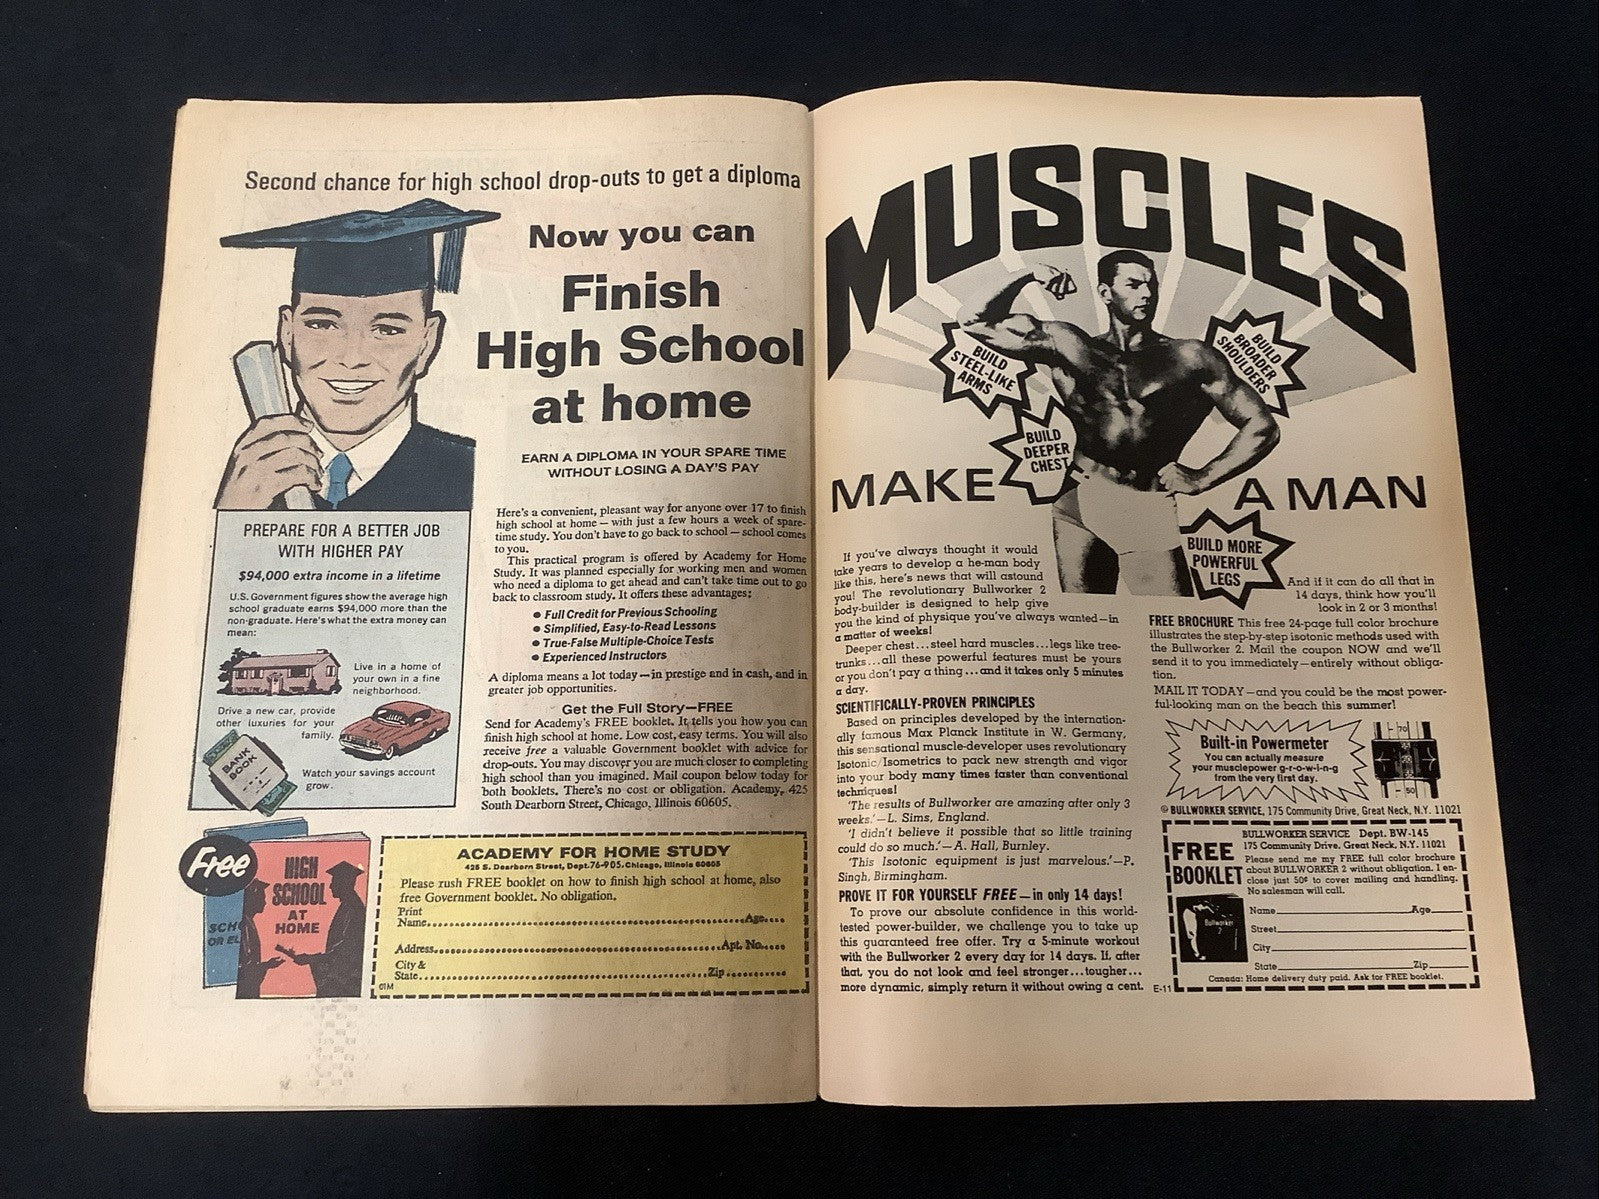 Second chance for high school drop-outs to get a diploma
Now you can
Finish
High School
at home
EARN A DIPLOMA IN YOUR SPARE TIME
WITHOUT LOSING A DAY'S PAY
PREPARE FOR A BETTER JOB
WITH HIGHER PAY
$94,000 extra income in a lifetime
U.S. Government figures show the average high
school graduate earns $94,000 more than the
non-graduate. Here's what the extra money can
mean:
Live in a home of
your own in a fine
neighborhood.
Drive a new car, provide
other luxuries for your
family.
BANK
BOOK
Watch your savings account
grow.
Here's a convenient, pleasant way for anyone over 17 to finish
high school at home — with just a few hours a week of spare-
time study. You don't have to go back to school — school comes
to you.
This practical program is offered by Academy for Home
Study. It was planned especially for working men and women
who need a diploma to get ahead and can't take time out to go
back to classroom study. It offers these advantages:
● Full Credit for Previous Schooling
● Simplified, Easy-to-Read Lessons
● True-False Multiple-Choice Tests
● Experienced Instructors
A diploma means a lot today — in prestige and in cash, and in
greater job opportunities.
Get the Full Story—FREE
Send for Academy's FREE booklet. It tells you how you can
finish high school at home. Low cost, easy terms. You will also
receive free a valuable Government booklet with advice for
drop-outs. You may discover you are much closer to completing
high school than you imagined. Mail coupon below today for
both booklets. There's no cost or obligation. Academy, 425
South Dearborn Street, Chicago, Illinois 60605.
Free
HIGH
SCHOOL
AT
HOME
SCH
OR EL
ACADEMY FOR HOME STUDY
425 S. Dearborn Street, Dept.76-905, Chicago, Illinois 60605
Please rush FREE booklet on how to finish high school at home, also
free Government booklet. No obligation.
Print
Name Age
Address Apt. No.
City &
State Zip
01M
MUSCLES
BUILD
STEEL-LIKE
ARMS
BUILD
BROADER
SHOULDERS
BUILD
DEEPER
CHEST
MAKE A MAN
BUILD MORE
POWERFUL
LEGS
If you've always thought it would
take years to develop a he-man body
like this, here's news that will astound
you! The revolutionary Bullworker 2
body-builder is designed to help give
you the kind of physique you've always wanted—in
a matter of weeks!
Deeper chest...steel hard muscles...legs like tree-
trunks...all these powerful features must be yours
or you don't pay a thing...and it takes only 5 minutes
a day.
SCIENTIFICALLY-PROVEN PRINCIPLES
Based on principles developed by the internation-
ally famous Max Planck Institute in W. Germany,
this sensational muscle-developer uses revolutionary
Isotonic/Isometrics to pack new strength and vigor
into your body many times faster than conventional
techniques!
'The results of Bullworker are amazing after only 3
weeks.'—L. Sims, England.
'I didn't believe it possible that so little training
could do so much.'—A. Hall, Burnley.
'This Isotonic equipment is just marvelous.'—P.
Singh, Birmingham.
PROVE IT FOR YOURSELF FREE—in only 14 days!
To prove our absolute confidence in this world-
tested power-builder, we challenge you to take up
this guaranteed free offer. Try a 5-minute workout
with the Bullworker 2 every day for 14 days. If, after
that, you do not look and feel stronger...tougher...
more dynamic, simply return it without owing a cent.
And if it can do all that in
14 days, think how you'll
look in 2 or 3 months!
FREE BROCHURE This free 24-page full color brochure
illustrates the step-by-step isotonic methods used with
the Bullworker 2. Mail the coupon NOW and we'll
send it to you immediately—entirely without obliga-
tion.
MAIL IT TODAY—and you could be the most power-
ful-looking man on the beach this summer!
Built-in Powermeter
You can actually measure
your musclepower g-r-o-w-i-n-g
from the very first day.
70
50
© BULLWORKER SERVICE, 175 Community Drive, Great Neck, N.Y. 11021
BULLWORKER SERVICE Dept. BW-145
175 Community Drive, Great Neck, N.Y. 11021
FREE
BOOKLET
Please send me my FREE full color brochure
about BULLWORKER 2 without obligation. I en-
close just 50¢ to cover mailing and handling.
No salesman will call.
Bullworker
2
Name Age
Street
City
State Zip
Canada: Home delivery duty paid. Ask for FREE booklet.
E-11